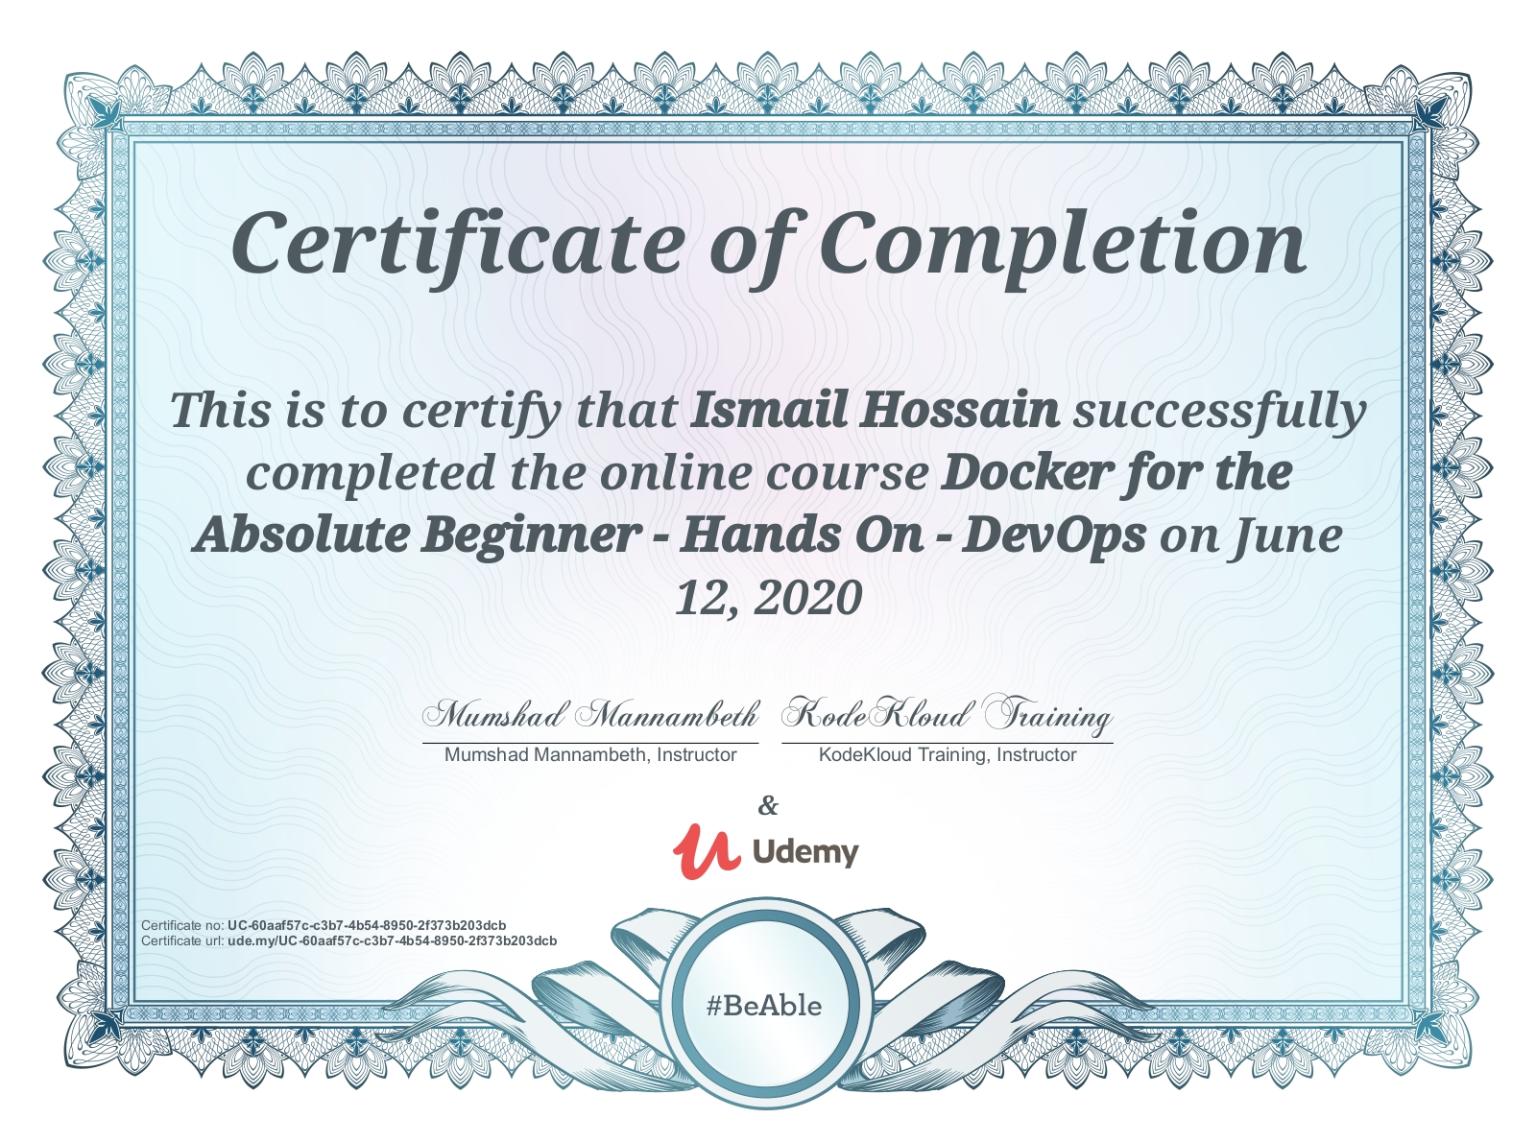 Certificate of Completion
This is to certify that Ismail Hossain successfully
completed the online course Docker for the
Absolute Beginner - Hands On - DevOps on June
12, 2020
Mumshad Mannambeth KodeKloud Training
Mumshad Mannambeth, Instructor KodeKloud Training, Instructor
&
Udemy
Certificate no: UC-60aaf57c-c3b7-4b54-8950-2f373b203dcb
Certificate url: ude.my/UC-60aaf57c-c3b7-4b54-8950-2f373b203dcb
#BeAble